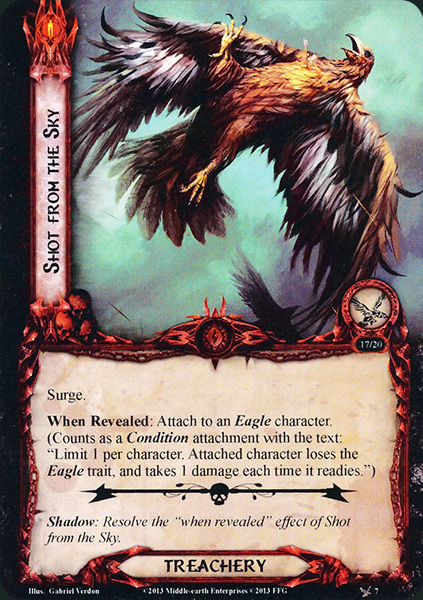 Shot from the Sky
17/20
Surge.
When Revealed: Attach to an Eagle character.
(Counts as a Condition attachment with the text:
“Limit 1 per character. Attached character loses the
Eagle trait, and takes 1 damage each time it readies.”)
Shadow: Resolve the “when revealed” effect of Shot
from the Sky.
TREACHERY
Illus. Gabriel Verdon ©2013 Middle-earth Enterprises ©2013 FFG 7